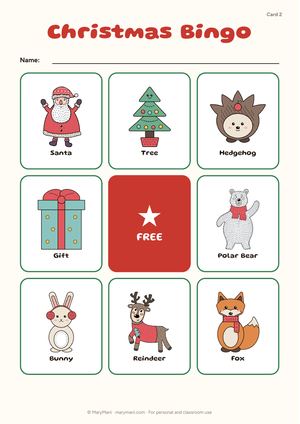 Card 2
Christmas Bingo
Name:
Santa
Tree
Hedgehog
Gift
FREE
Polar Bear
Bunny
Reindeer
Fox
© MaryMani · marymani.com · For personal and classroom use